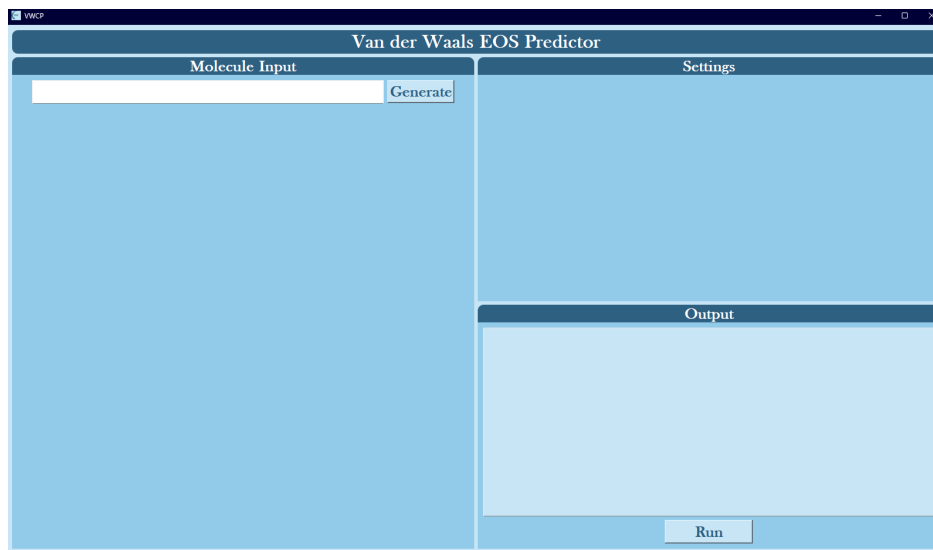 VWCP
Van der Waals EOS Predictor
Molecule Input
Generate
Settings
Output
Run